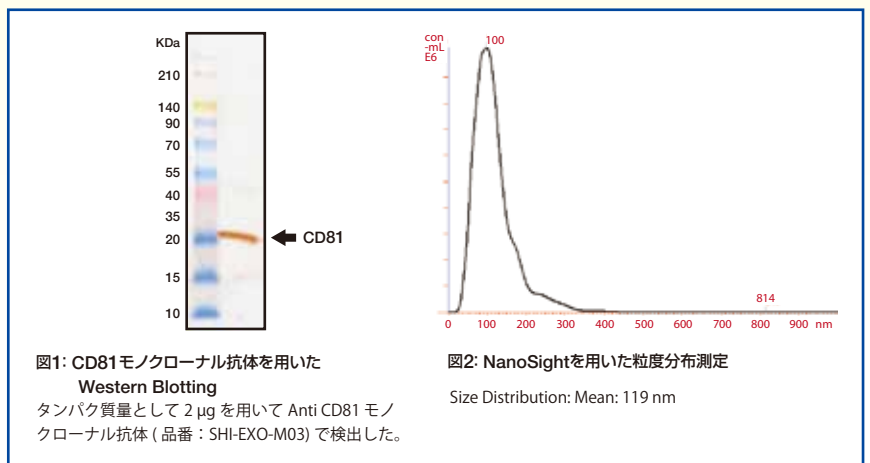 KDa
210
140
90
70
55
40
35
20
15
10
CD81
図1: CD81モノクローナル抗体を用いた
Western Blotting
タンパク質量として 2 μg を用いて Anti CD81 モノ
クローナル抗体 ( 品番：SHI-EXO-M03) で検出した。
con
-mL
E6
100
814
0 100 200 300 400 500 600 700 800 900 nm
図2: NanoSightを用いた粒度分布測定
Size Distribution: Mean: 119 nm